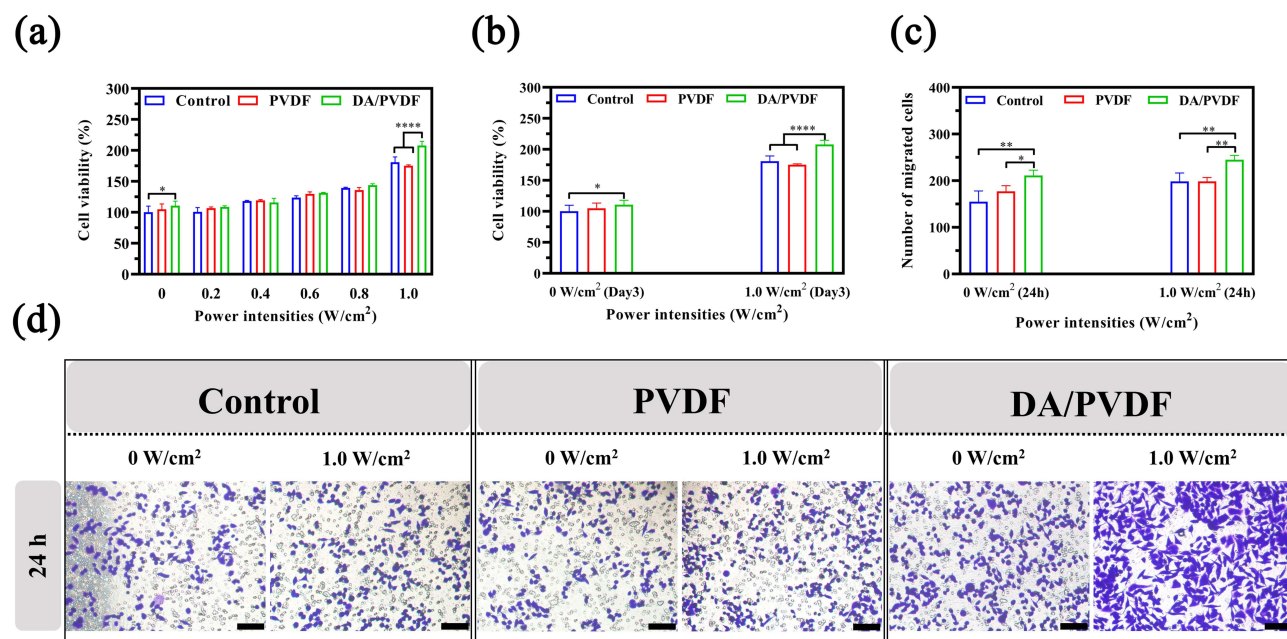 (a)
300
250
200
150
100
50
0
Cell viability (%)
Control PVDF DA/PVDF
*
****
0 0.2 0.4 0.6 0.8 1.0
Power intensities (W/cm²)
(b)
300
250
200
150
100
50
0
Cell viability (%)
Control PVDF DA/PVDF
*
****
0 W/cm² (Day3) 1.0 W/cm² (Day3)
Power intensities (W/cm²)
(c)
400
300
200
100
0
Number of migrated cells
Control PVDF DA/PVDF
**
*
**
**
0 W/cm² (24h) 1.0 W/cm² (24h)
Power intensities (W/cm²)
(d)
Control PVDF DA/PVDF
0 W/cm² 1.0 W/cm² 0 W/cm² 1.0 W/cm² 0 W/cm² 1.0 W/cm²
24 h